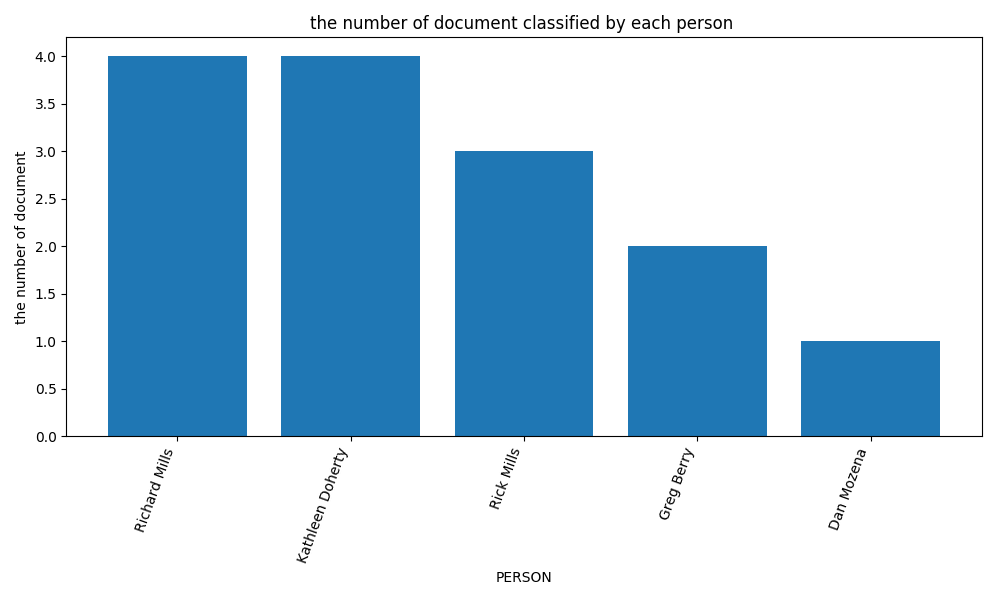 the number of document classified by each person
the number of document
4.0
3.5
3.0
2.5
2.0
1.5
1.0
0.5
0.0
Richard Mills
Kathleen Doherty
Rick Mills
Greg Berry
Dan Mozena
PERSON